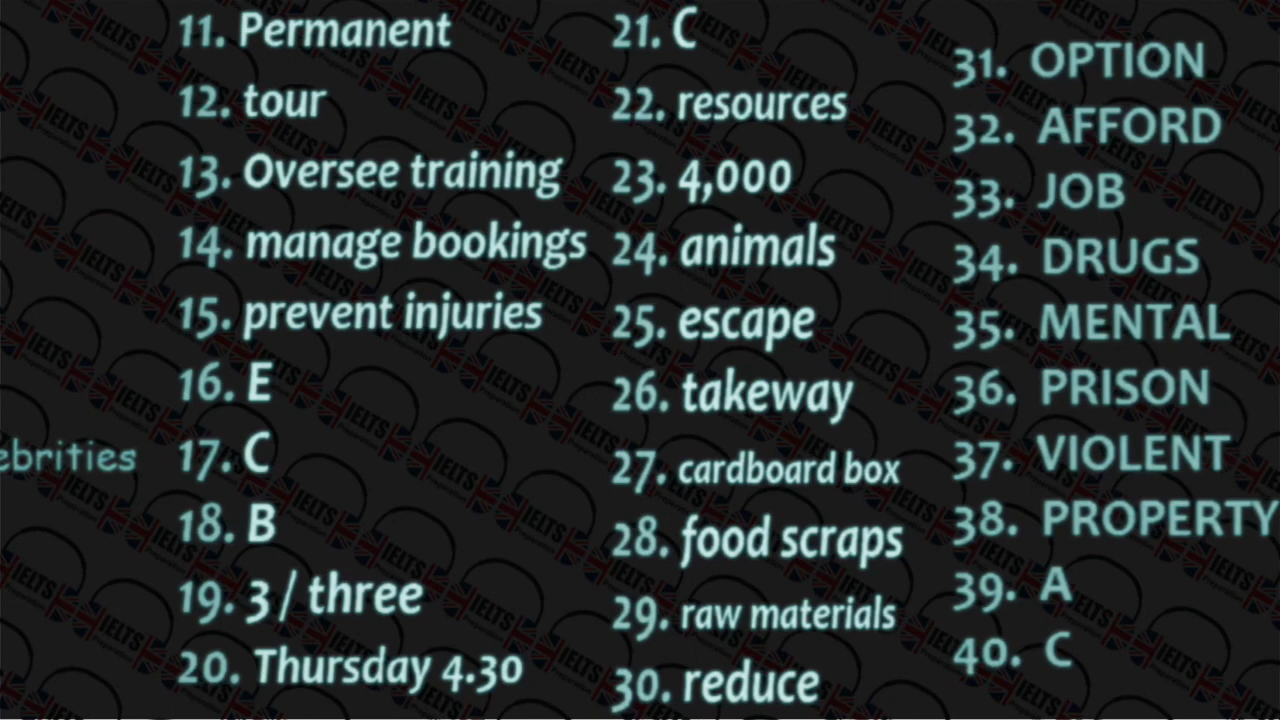 11. Permanent
12. tour
13. Oversee training
14. manage bookings
15. prevent injuries
16. E
ebrities
17. C
18. B
19. 3 / three
20. Thursday 4.30
21. C
22. resources
23. 4,000
24. animals
25. escape
26. takeway
27. cardboard box
28. food scraps
29. raw materials
30. reduce
31. OPTION
32. AFFORD
33. JOB
34. DRUGS
35. MENTAL
36. PRISON
37. VIOLENT
38. PROPERTY
39. A
40. C